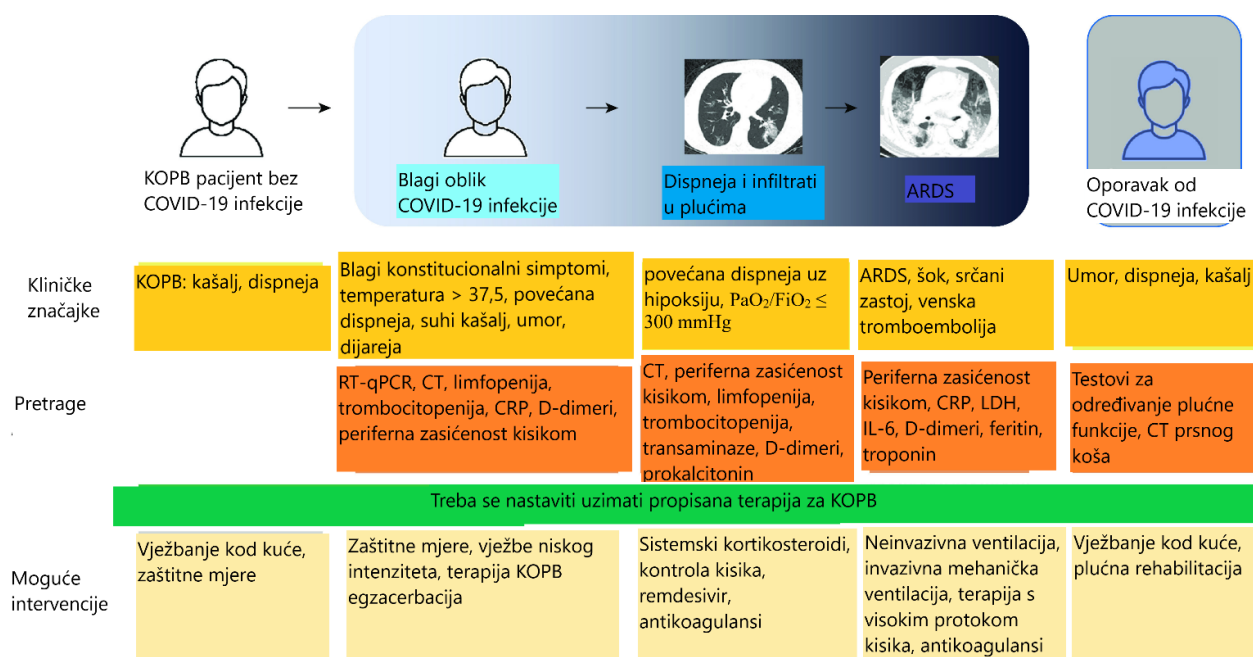 KOPB pacijent bez
COVID-19 infekcije
Blagi oblik
COVID-19 infekcije
Dispneja i infiltrati
u plućima
ARDS
Oporavak od
COVID-19 infekcije
Kliničke
značajke
KOPB: kašalj, dispneja
Blagi konstitucionalni simptomi,
temperatura > 37,5, povećana
dispneja, suhi kašalj, umor,
dijareja
povećana dispneja uz
hipoksiju, PaO₂/FiO₂ ≤
300 mmHg
ARDS, šok, srčani
zastoj, venska
tromboembolija
Umor, dispneja, kašalj
Pretrage
RT-qPCR, CT, limfopenija,
trombocitopenija, CRP, D-dimeri,
periferna zasićenost kisikom
CT, periferna zasićenost
kisikom, limfopenija,
trombocitopenija,
transaminaze, D-dimeri,
prokalcitonin
Periferna zasićenost
kisikom, CRP, LDH,
IL-6, D-dimeri, feritin,
troponin
Testovi za
određivanje plućne
funkcije, CT prsnog
koša
Treba se nastaviti uzimati propisana terapija za KOPB
Moguće
intervencije
Vježbanje kod kuće,
zaštitne mjere
Zaštitne mjere, vježbe niskog
intenziteta, terapija KOPB
egzacerbacija
Sistemski kortikosteroidi,
kontrola kisika,
remdesivir,
antikoagulansi
Neinvazivna ventilacija,
invazivna mehanička
ventilacija, terapija s
visokim protokom
kisika, antikoagulansi
Vježbanje kod kuće,
plućna rehabilitacija